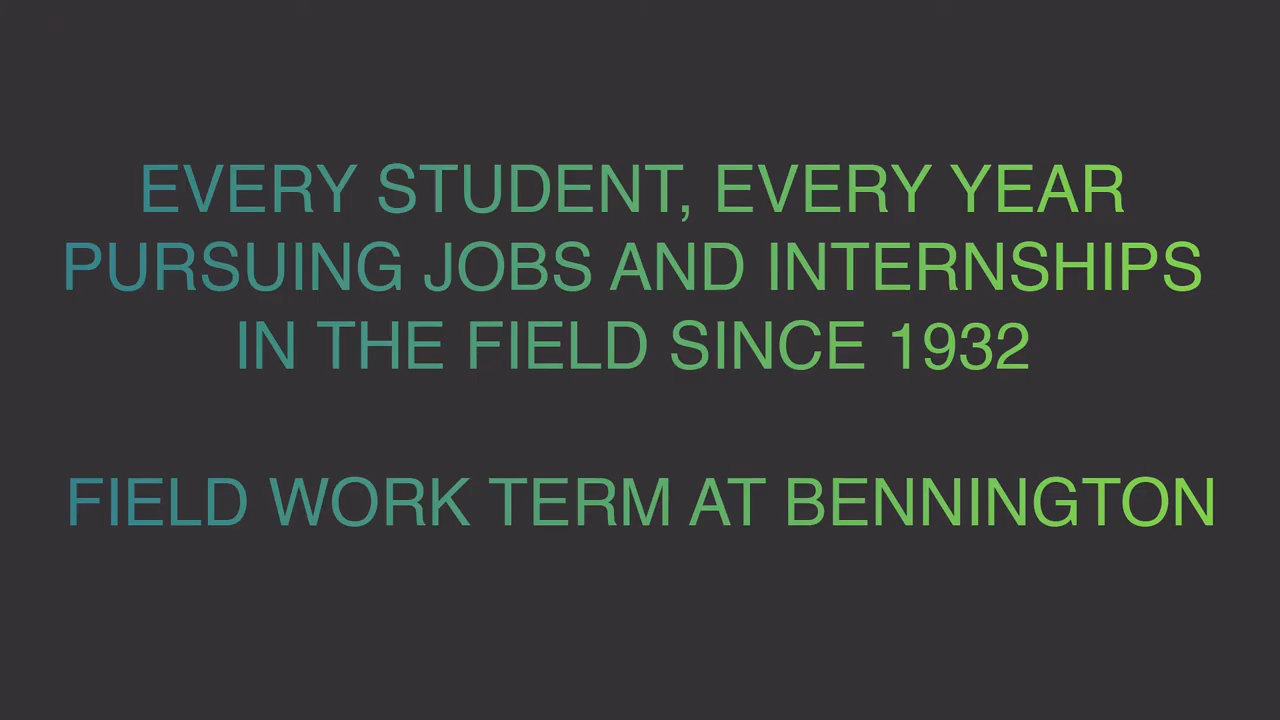 EVERY STUDENT, EVERY YEAR
PURSUING JOBS AND INTERNSHIPS
IN THE FIELD SINCE 1932
FIELD WORK TERM AT BENNINGTON